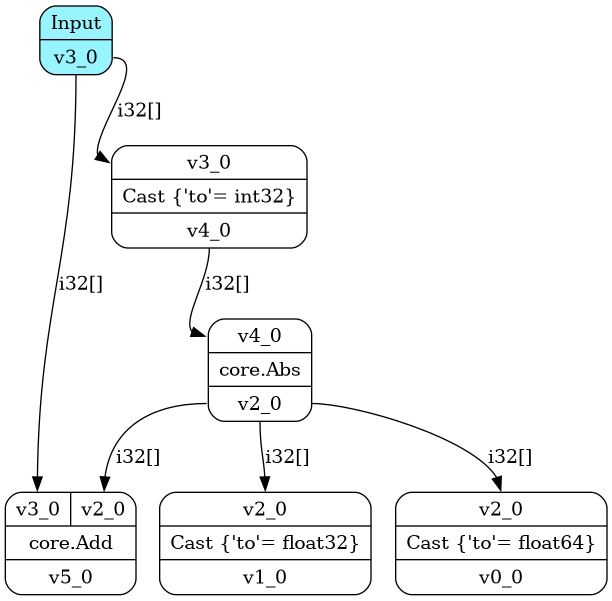 Input
v3_0
i32[]
v3_0
Cast {'to'= int32}
v4_0
i32[]
i32[]
v4_0
core.Abs
v2_0
i32[]
i32[]
i32[]
v3_0 v2_0
core.Add
v5_0
v2_0
Cast {'to'= float32}
v1_0
v2_0
Cast {'to'= float64}
v0_0